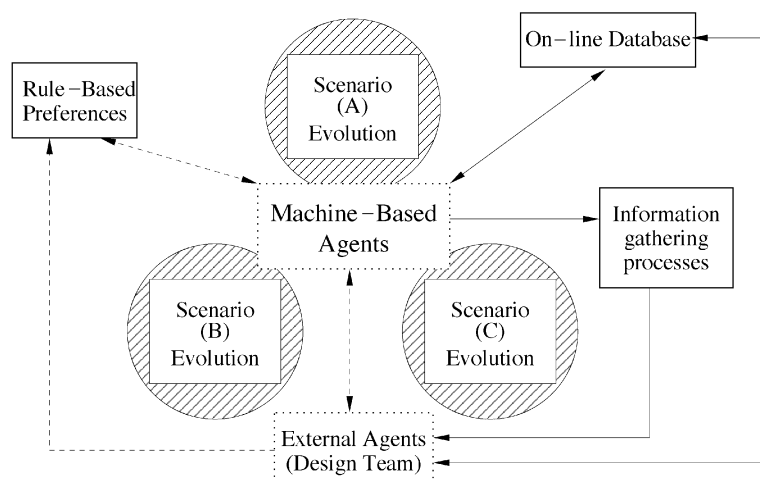 On-line Database
Rule-Based
Preferences
Scenario
(A)
Evolution
Machine-Based
Agents
Information
gathering
processes
Scenario
(B)
Evolution
Scenario
(C)
Evolution
External Agents
(Design Team)